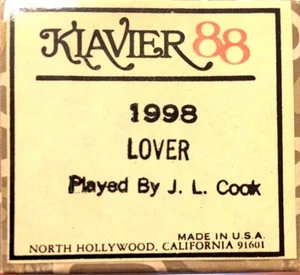 KLAVIER 88
1998
LOVER
Played By J. L. Cook
MADE IN U.S.A.
NORTH HOLLYWOOD, CALIFORNIA 91601